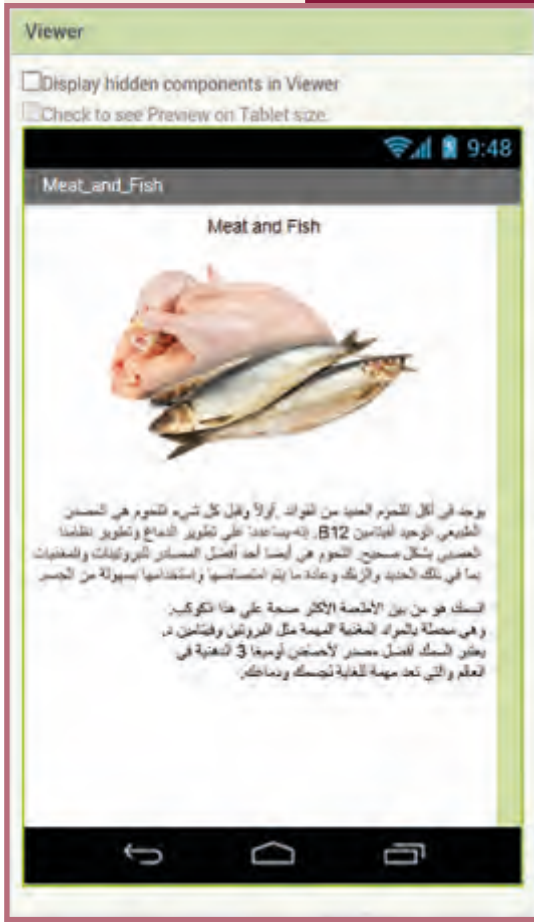 Viewer
Display hidden components in Viewer
Check to see Preview on Tablet size.
9:48
Meat_and_Fish
Meat and Fish
يوجد في أكل اللحوم العديد من الفوائد. أولاً وقبل كل شيء اللحوم هي المصدر
الطبيعي الوحيد لفيتامين B12. إنه يساعدنا على تطوير الدماغ وتطوير نظامنا
العصبي بشكل صحيح. اللحوم هي أيضا أحد أفضل المصادر للبروتينات والمغذيات
بما في ذلك الحديد والزنك وعادة ما يتم امتصاصها واستخدامها بسهولة من الجسم
السمك هو من بين الأطعمة الأكثر صحة على هذا الكوكب.
وهي محملة بالمواد المغذية المهمة مثل البروتين وفيتامين د.
يعتبر السمك أفضل مصدر لأحماض أوميغا 3 الدهنية في
العالم والتي تعد مهمة للغاية لجسمك ودماغك.